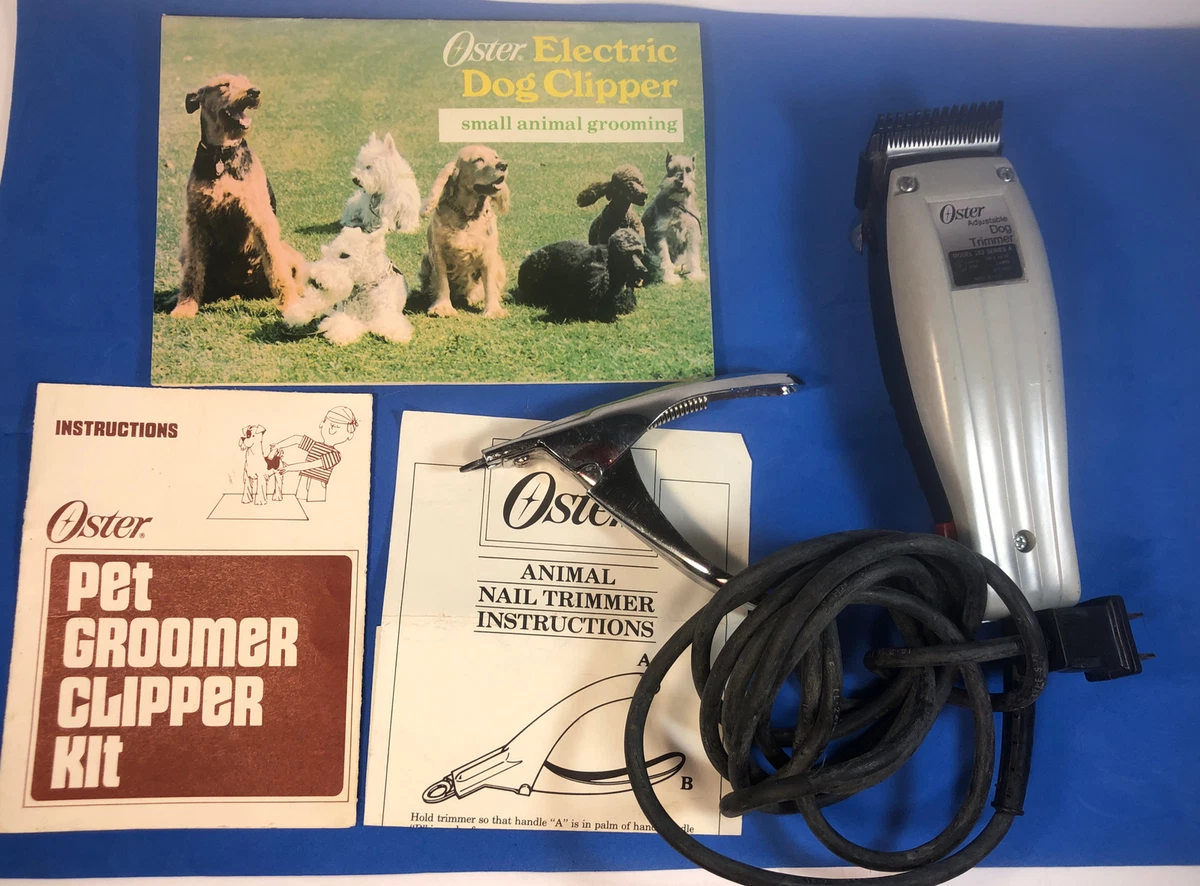 Oster. Electric
Dog Clipper
small animal grooming
Oster
Adjustable
Dog
Trimmer
INSTRUCTIONS
Oster.
PET
GROOMER
CLIPPER
KIT
Oster
ANIMAL
NAIL TRIMMER
INSTRUCTIONS
A
B
Hold trimmer so that handle "A" is in palm of